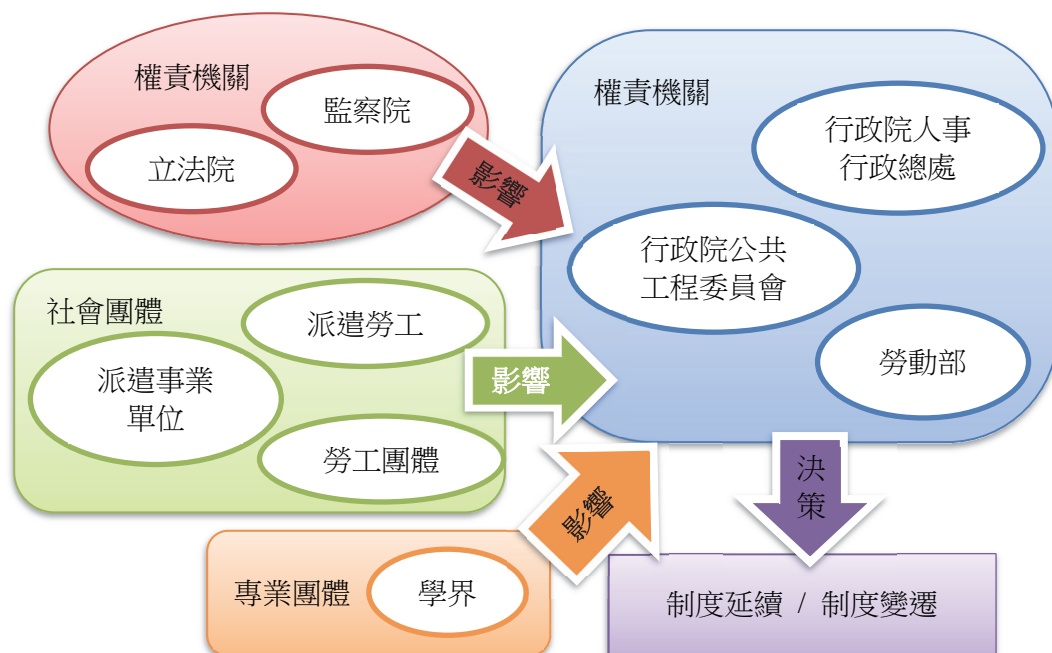 權責機關
監察院
立法院
影響
權責機關
行政院人事
行政總處
行政院公共
工程委員會
勞動部
社會團體
派遣勞工
派遣事業
單位
勞工團體
影響
專業團體
學界
影響
決
策
制度延續 / 制度變遷